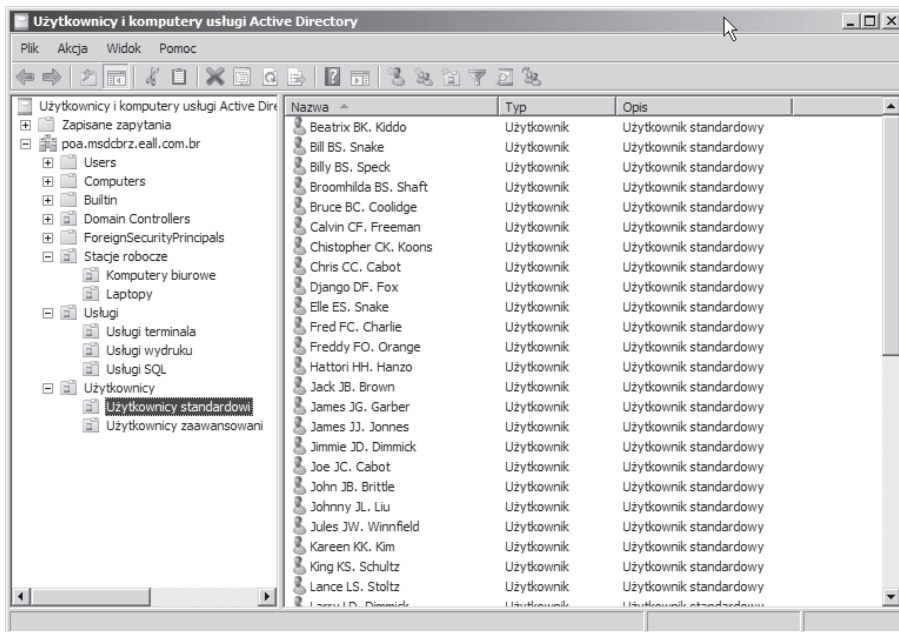 Użytkownicy i komputery usługi Active Directory
Plik Akcja Widok Pomoc
Użytkownicy i komputery usługi Active Dire
Zapisane zapytania
poa.msdcbrz.eall.com.br
Users
Computers
Builtin
Domain Controllers
ForeignSecurityPrincipals
Stacje robocze
Komputery biurowe
Laptopy
Usługi
Usługi terminala
Usługi wydruku
Usługi SQL
Użytkownicy
Użytkownicy standardowi
Użytkownicy zaawansowani
Nazwa Typ Opis
Beatrix BK. Kiddo Użytkownik Użytkownik standardowy
Bill BS. Snake Użytkownik Użytkownik standardowy
Billy BS. Speck Użytkownik Użytkownik standardowy
Broomhilda BS. Shaft Użytkownik Użytkownik standardowy
Bruce BC. Coolidge Użytkownik Użytkownik standardowy
Calvin CF. Freeman Użytkownik Użytkownik standardowy
Chistopher CK. Koons Użytkownik Użytkownik standardowy
Chris CC. Cabot Użytkownik Użytkownik standardowy
Django DF. Fox Użytkownik Użytkownik standardowy
Elle ES. Snake Użytkownik Użytkownik standardowy
Fred FC. Charlie Użytkownik Użytkownik standardowy
Freddy FO. Orange Użytkownik Użytkownik standardowy
Hattori HH. Hanzo Użytkownik Użytkownik standardowy
Jack JB. Brown Użytkownik Użytkownik standardowy
James JG. Garber Użytkownik Użytkownik standardowy
James JJ. Jonnes Użytkownik Użytkownik standardowy
Jimmie JD. Dimmick Użytkownik Użytkownik standardowy
Joe JC. Cabot Użytkownik Użytkownik standardowy
John JB. Brittle Użytkownik Użytkownik standardowy
Johnny JL. Liu Użytkownik Użytkownik standardowy
Jules JW. Winnfield Użytkownik Użytkownik standardowy
Kareen KK. Kim Użytkownik Użytkownik standardowy
King KS. Schultz Użytkownik Użytkownik standardowy
Lance LS. Stoltz Użytkownik Użytkownik standardowy
Larry LD. Dimmick Użytkownik Użytkownik standardowy